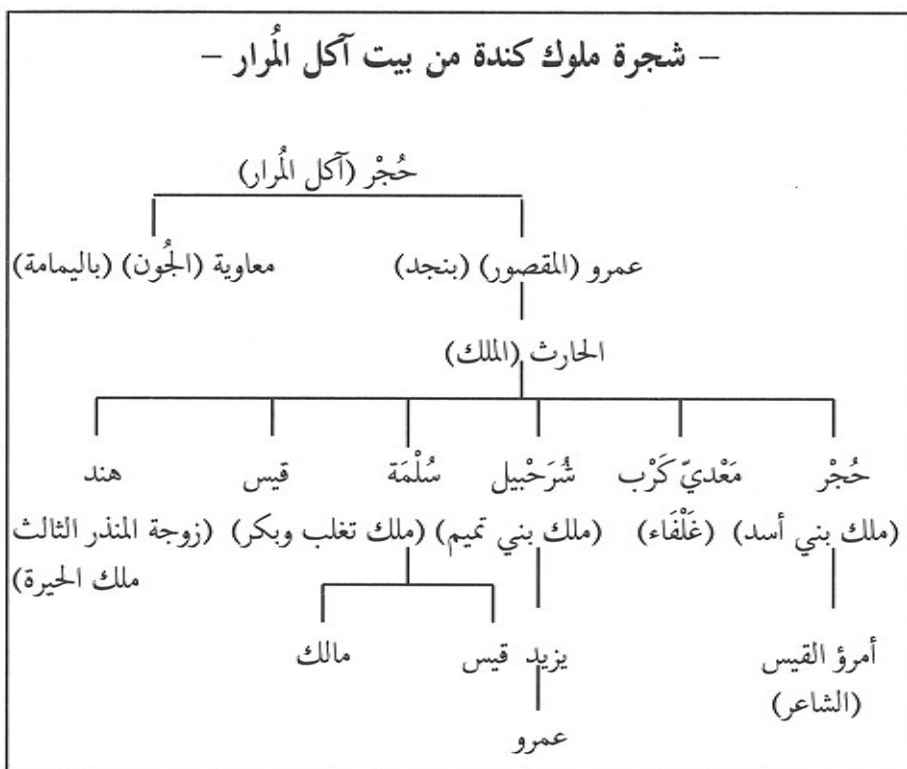 – شجرة ملوك كندة من بيت آكل المُرار –
حُجْر (آكل المُرار)
عمرو (المقصور) (بنجد) معاوية (الجُون) (باليمامة)
الحارث (الملك)
حُجْر مَعْديّ كَرْب شُرَحْبيل سُلْمَة قيس هند
(ملك بني أسد) (غَلْفَاء) (ملك بني تميم) (ملك تغلب وبكر) (زوجة المنذر الثالث
ملك الحيرة)
أمرؤ القيس يزيد قيس مالك
(الشاعر)
عمرو